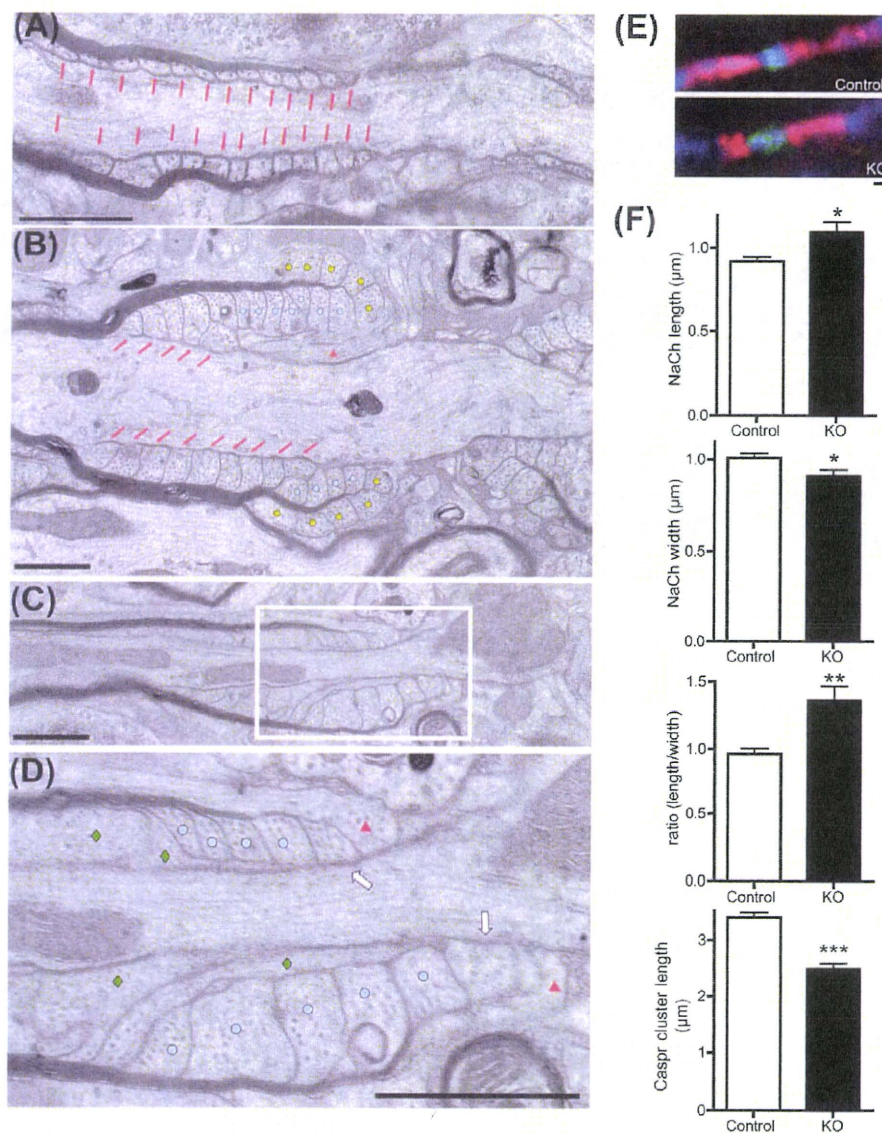 (A)
(B)
(C)
(D)
(E)
Control
KO
(F)
NaCh length (µm)
1.0
0.5
0.0
*
Control
KO
NaCh width (µm)
1.0
0.5
0.0
*
Control
KO
ratio (length/width)
1.5
1.0
0.5
0.0
**
Control
KO
Caspr cluster length
(µm)
3
2
1
0
***
Control
KO